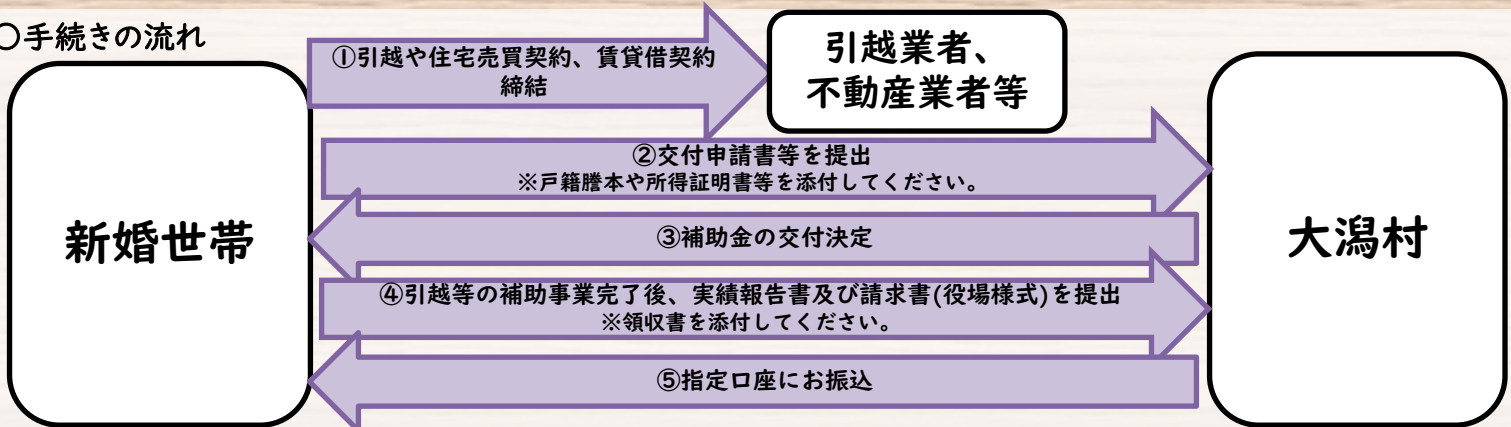 〇手続きの流れ
①引越や住宅売買契約、賃貸借契約
締結
引越業者、
不動産業者等
②交付申請書等を提出
※戸籍謄本や所得証明書等を添付してください。
新婚世帯
③補助金の交付決定
大潟村
④引越等の補助事業完了後、実績報告書及び請求書(役場様式)を提出
※領収書を添付してください。
⑤指定口座にお振込